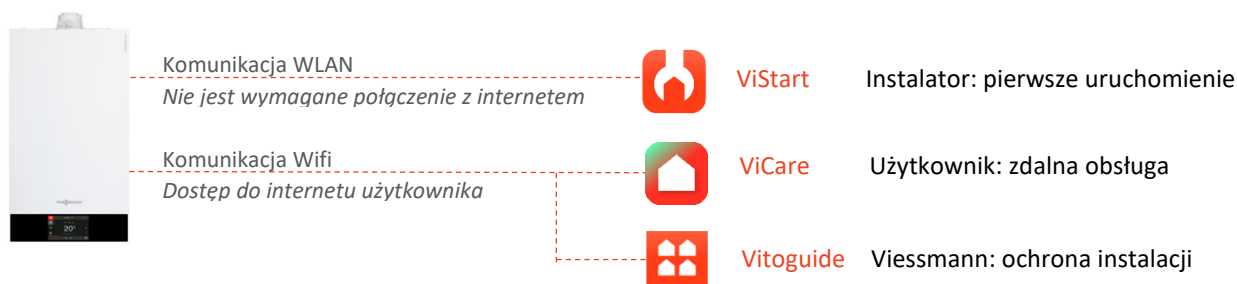 Komunikacja WLAN
Nie jest wymagane połączenie z internetem
ViStart Instalator: pierwsze uruchomienie
Komunikacja Wifi
Dostęp do internetu użytkownika
ViCare Użytkownik: zdalna obsługa
20°
Vitoguide Viessmann: ochrona instalacji